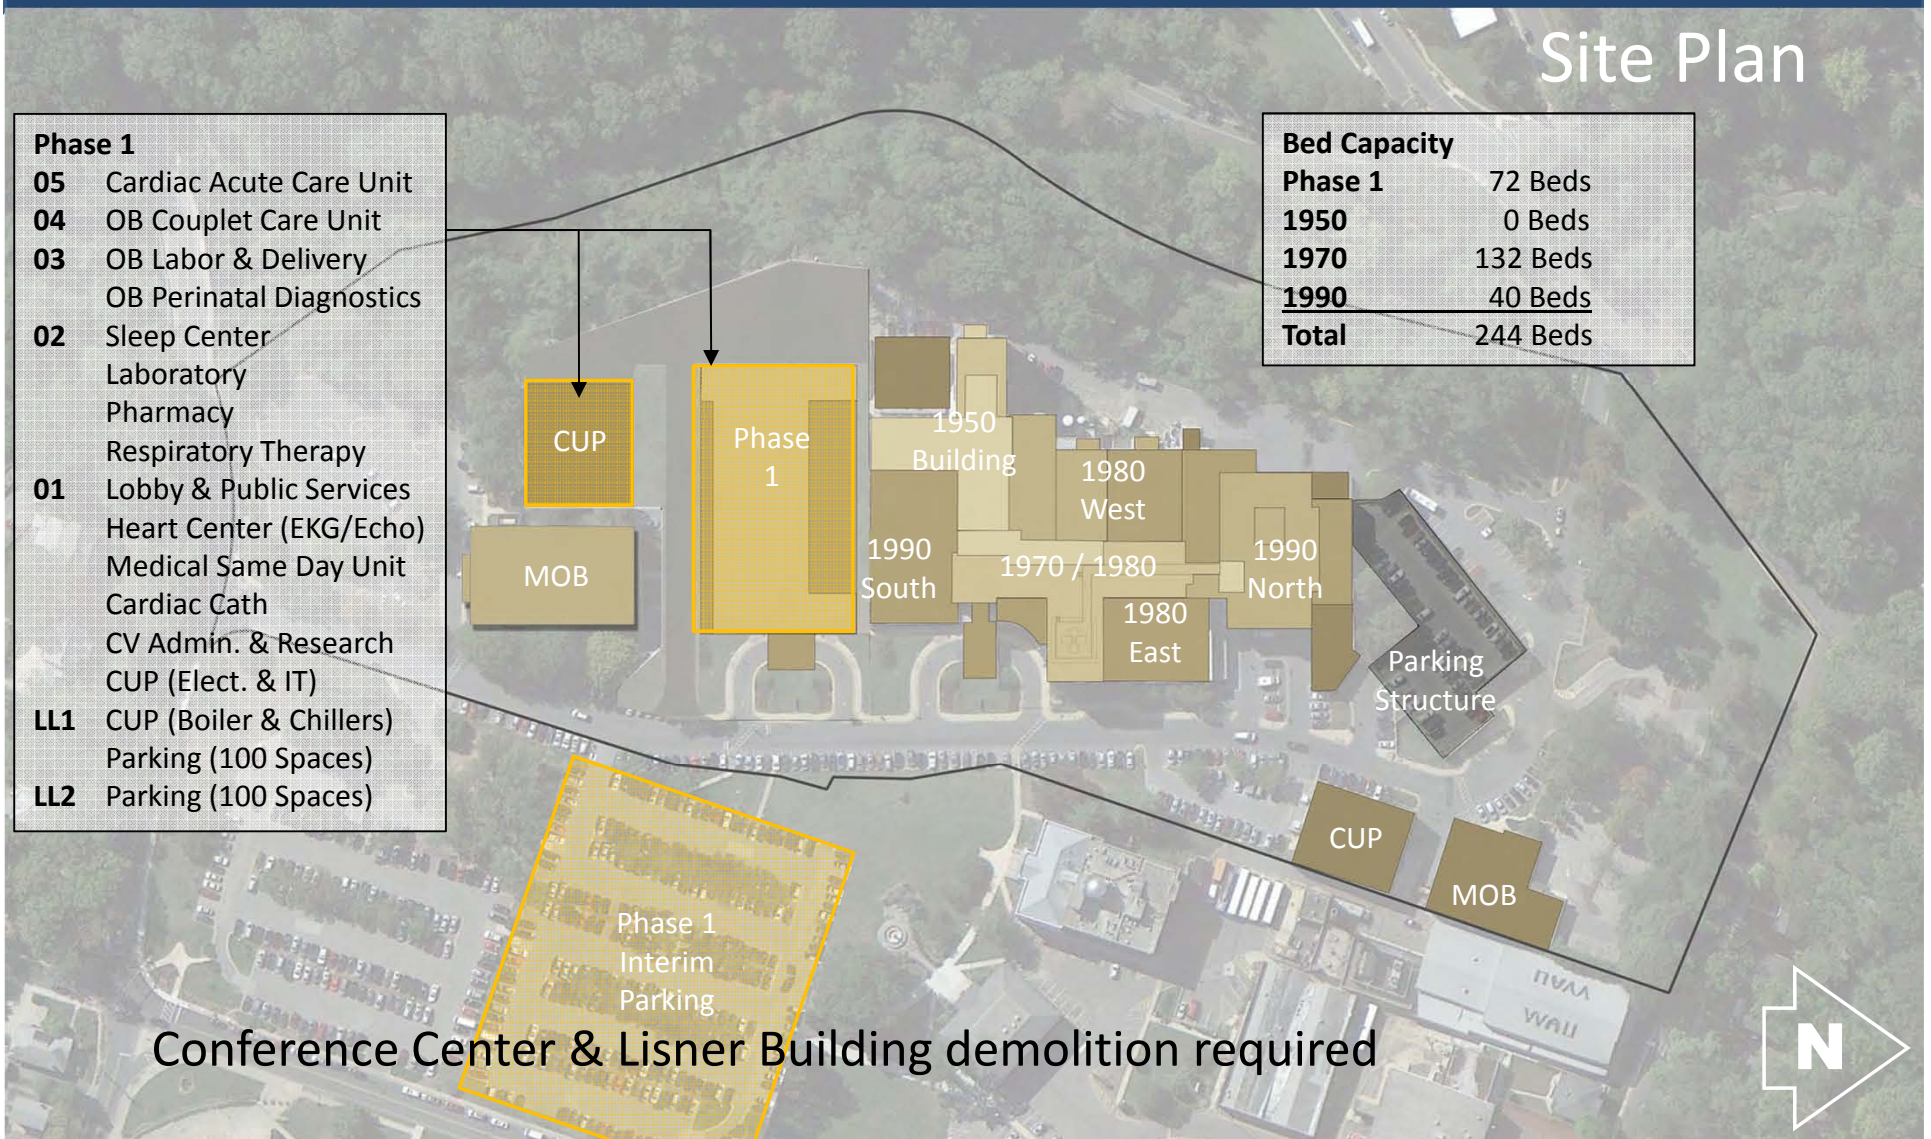 Site Plan
Phase 1
05 Cardiac Acute Care Unit
04 OB Couplet Care Unit
03 OB Labor & Delivery
OB Perinatal Diagnostics
02 Sleep Center
Laboratory
Pharmacy
Respiratory Therapy
01 Lobby & Public Services
Heart Center (EKG/Echo)
Medical Same Day Unit
Cardiac Cath
CV Admin. & Research
CUP (Elect. & IT)
LL1 CUP (Boiler & Chillers)
Parking (100 Spaces)
LL2 Parking (100 Spaces)
Bed Capacity
Phase 1 72 Beds
1950 0 Beds
1970 132 Beds
1990 40 Beds
Total 244 Beds
CUP
Phase
1
1950
Building
1980
West
MOB
1990
South
1970 / 1980
1990
North
1980
East
Parking
Structure
CUP
MOB
Phase 1
Interim
Parking
Conference Center & Lisner Building demolition required
N